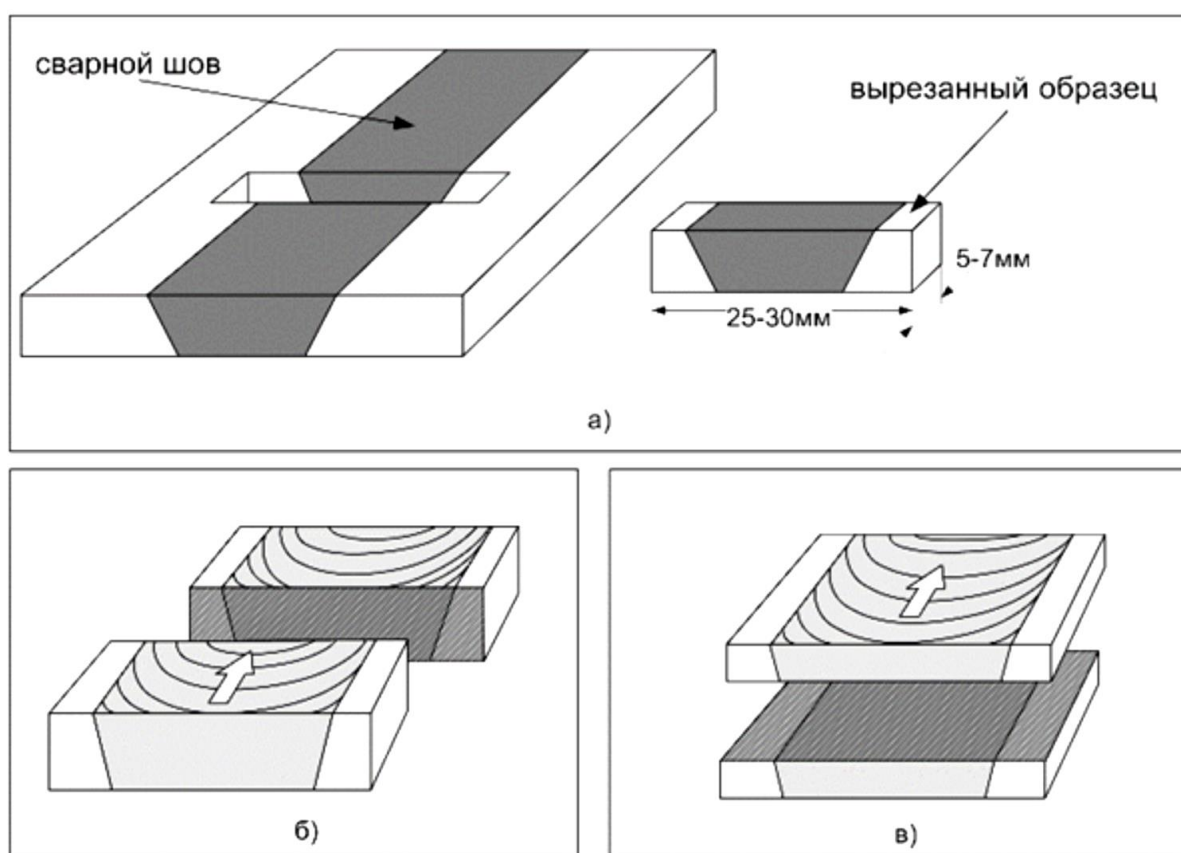 сварной шов
вырезанный образец
5-7мм
25-30мм
а)
б)
в)